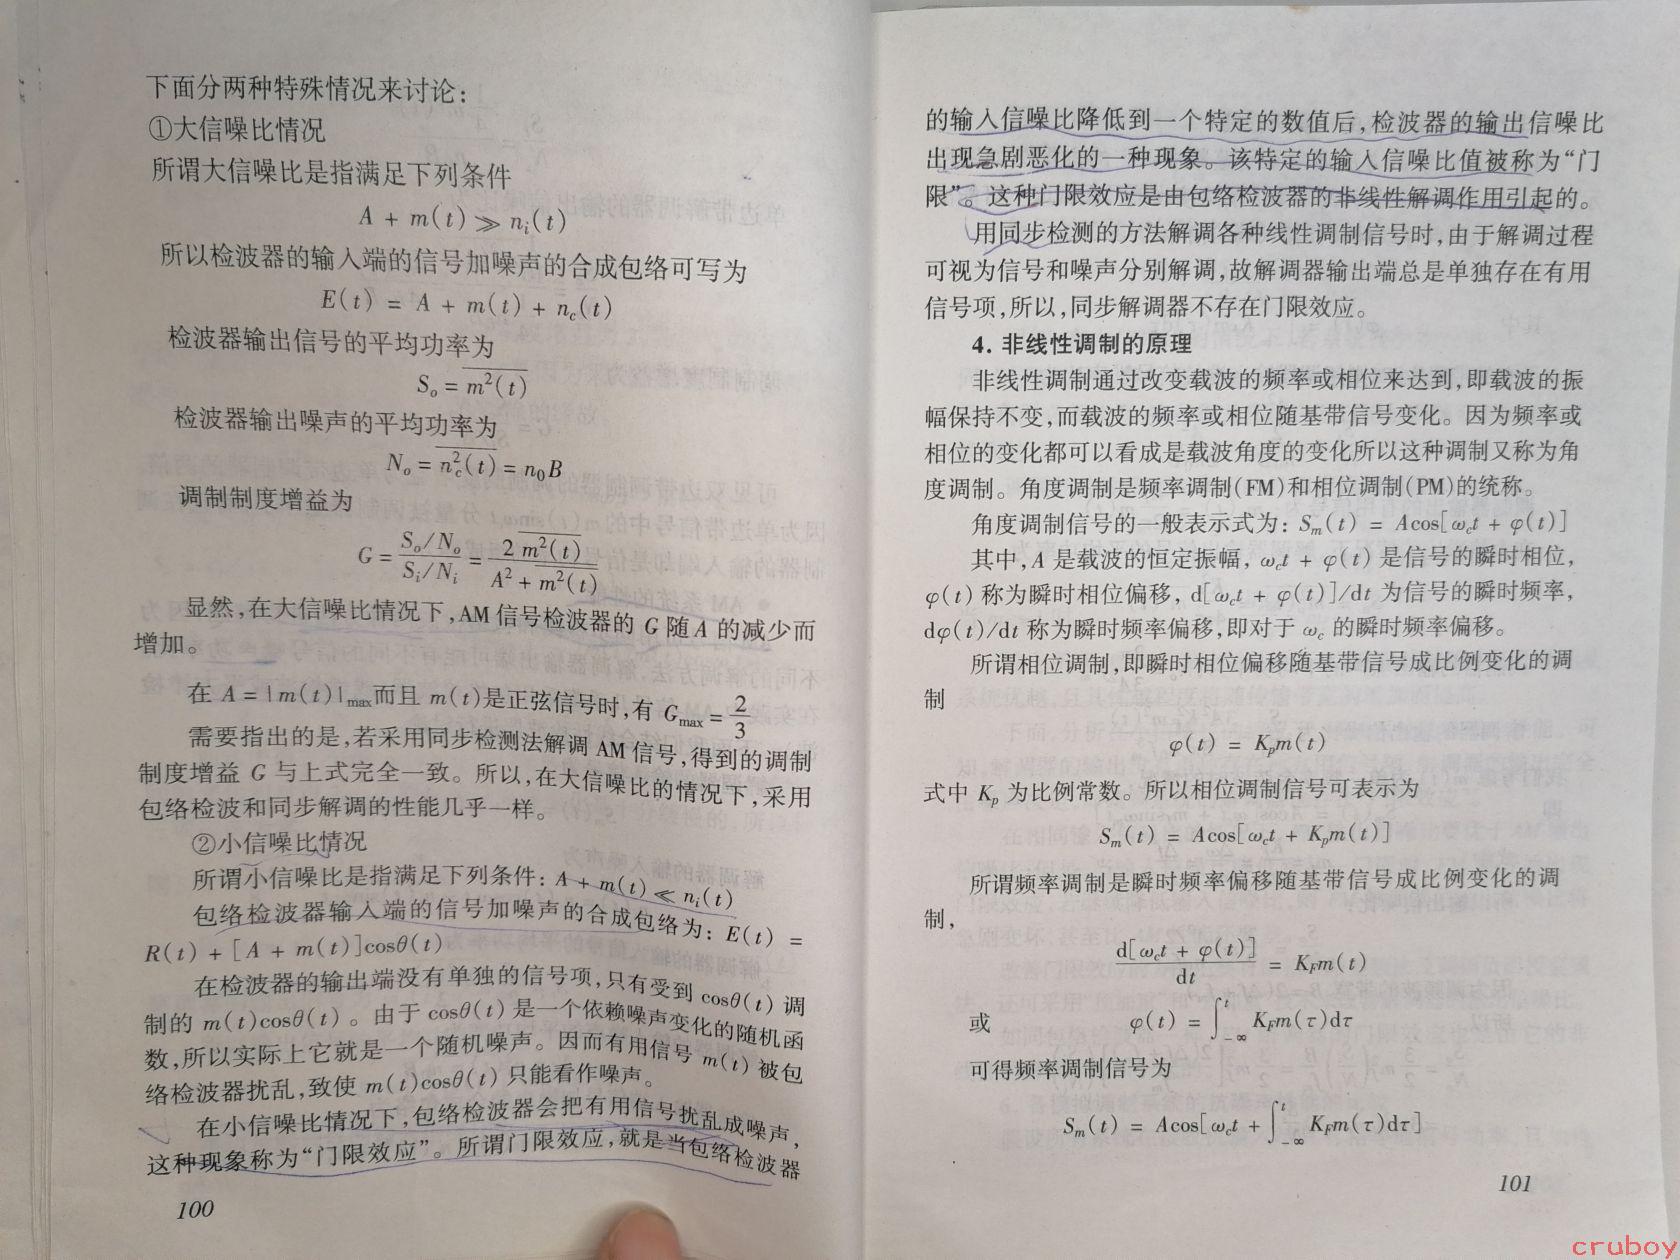 下面分两种特殊情况来讨论：
①大信噪比情况
所谓大信噪比是指满足下列条件
A + m(t) ≫ nᵢ(t)
所以检波器的输入端的信号加噪声的合成包络可写为
E(t) = A + m(t) + n_c(t)
检波器输出信号的平均功率为
S_o = \overline{m²(t)}
检波器输出噪声的平均功率为
N_o = \overline{n_c²(t)} = n₀B
调制制度增益为
G = \frac{S_o/N_o}{S_i/N_i} = \frac{2\overline{m²(t)}}{A² + \overline{m²(t)}}
显然，在大信噪比情况下，AM 信号检波器的 G 随 A 的减少而
增加。
在 A = |m(t)|_max而且 m(t)是正弦信号时，有 G_max = \frac{2}{3}
需要指出的是，若采用同步检测法解调 AM 信号，得到的调制
制度增益 G 与上式完全一致。所以，在大信噪比的情况下，采用
包络检波和同步解调的性能几乎一样。
②小信噪比情况
所谓小信噪比是指满足下列条件：A + m(t) ≪ nᵢ(t)
包络检波器输入端的信号加噪声的合成包络为：E(t) =
R(t) + [A + m(t)]cosθ(t)
在检波器的输出端没有单独的信号项，只有受到 cosθ(t) 调
制的 m(t)cosθ(t)。由于 cosθ(t) 是一个依赖噪声变化的随机函
数，所以实际上它就是一个随机噪声。因而有用信号 m(t) 被包
络检波器扰乱，致使 m(t)cosθ(t) 只能看作噪声。
在小信噪比情况下，包络检波器会把有用信号扰乱成噪声，
这种现象称为“门限效应”。所谓门限效应，就是当包络检波器
100
的输入信噪比降低到一个特定的数值后，检波器的输出信噪比
出现急剧恶化的一种现象。该特定的输入信噪比值被称为“门
限”。这种门限效应是由包络检波器的非线性解调作用引起的。
用同步检测的方法解调各种线性调制信号时，由于解调过程
可视为信号和噪声分别解调，故解调器输出端总是单独存在有用
信号项，所以，同步解调器不存在门限效应。
4. 非线性调制的原理
非线性调制通过改变载波的频率或相位来达到，即载波的振
幅保持不变，而载波的频率或相位随基带信号变化。因为频率或
相位的变化都可以看成是载波角度的变化所以这种调制又称为角
度调制。角度调制是频率调制(FM)和相位调制(PM)的统称。
角度调制信号的一般表示式为：S_m(t) = Acos[ω_c t + φ(t)]
其中，A 是载波的恒定振幅，ω_c t + φ(t) 是信号的瞬时相位，
φ(t) 称为瞬时相位偏移，d[ω_c t + φ(t)]/dt 为信号的瞬时频率，
dφ(t)/dt 称为瞬时频率偏移，即对于 ω_c 的瞬时频率偏移。
所谓相位调制，即瞬时相位偏移随基带信号成比例变化的调
制
φ(t) = K_p m(t)
式中 K_p 为比例常数。所以相位调制信号可表示为
S_m(t) = Acos[ω_c t + K_p m(t)]
所谓频率调制是瞬时频率偏移随基带信号成比例变化的调
制，
\frac{d[ω_c t + φ(t)]}{dt} = K_F m(t)
或 φ(t) = ∫_{-∞}^{t} K_F m(τ)dτ
可得频率调制信号为
S_m(t) = Acos[ω_c t + ∫_{-∞}^{t} K_F m(τ)dτ]
101
cruboy